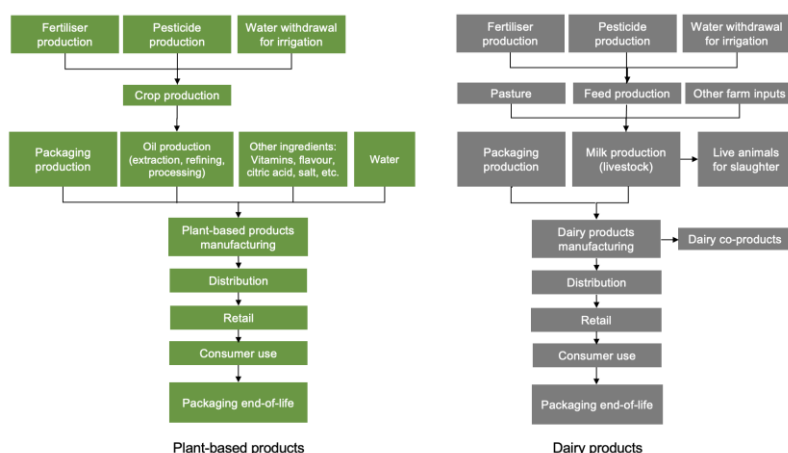 Fertiliser
production
Pesticide
production
Water withdrawal
for irrigation
Crop production
Packaging
production
Oil production
(extraction, refining,
processing)
Other ingredients:
Vitamins, flavour,
citric acid, salt, etc.
Water
Plant-based products
manufacturing
Distribution
Retail
Consumer use
Packaging end-of-life
Plant-based products
Fertiliser
production
Pesticide
production
Water withdrawal
for irrigation
Pasture
Feed production
Other farm inputs
Packaging
production
Milk production
(livestock)
Live animals
for slaughter
Dairy products
manufacturing
Dairy co-products
Distribution
Retail
Consumer use
Packaging end-of-life
Dairy products